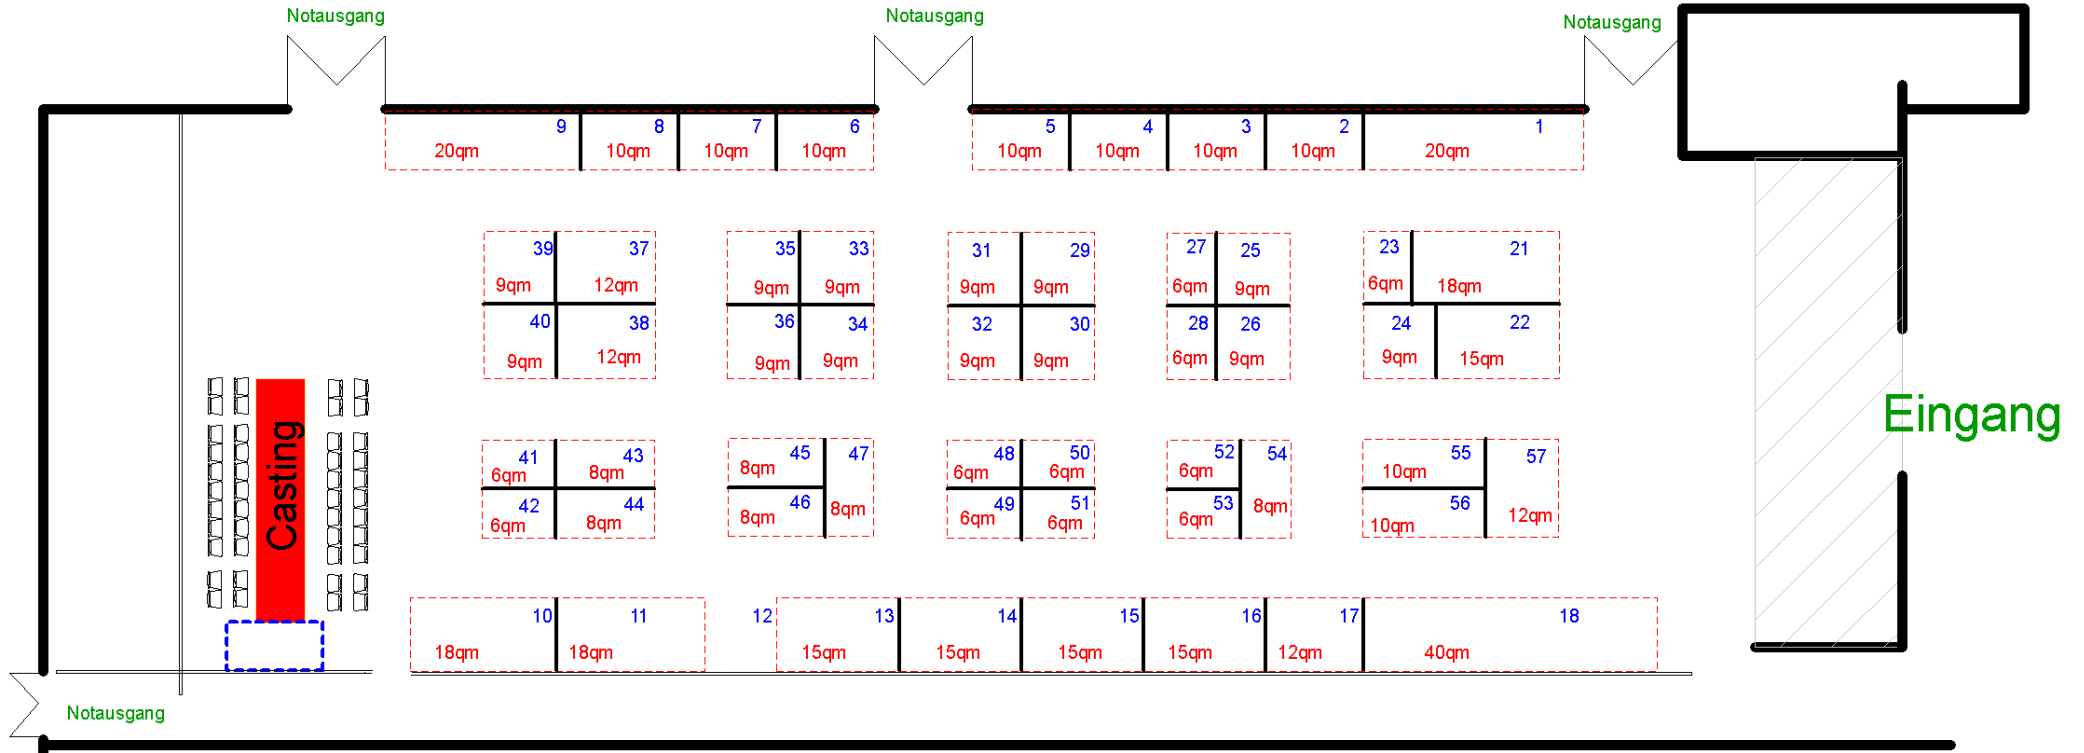 Notausgang Notausgang Notausgang
9 8 7 6 5 4 3 2 1
20qm 10qm 10qm 10qm 10qm 10qm 10qm 10qm 20qm
39 37 35 33 31 29 27 25 23 21
9qm 12qm 9qm 9qm 9qm 9qm 6qm 9qm 6qm 18qm
40 38 36 34 32 30 28 26 24 22
9qm 12qm 9qm 9qm 9qm 9qm 6qm 9qm 9qm 15qm
Eingang
Casting
41 43 45 47 48 50 52 54 55 57
6qm 8qm 8qm 6qm 6qm 6qm 10qm
42 44 46 49 51 53 56
6qm 8qm 8qm 8qm 6qm 6qm 6qm 8qm 10qm 12qm
10 11 12 13 14 15 16 17 18
18qm 18qm 15qm 15qm 15qm 15qm 12qm 40qm
Notausgang